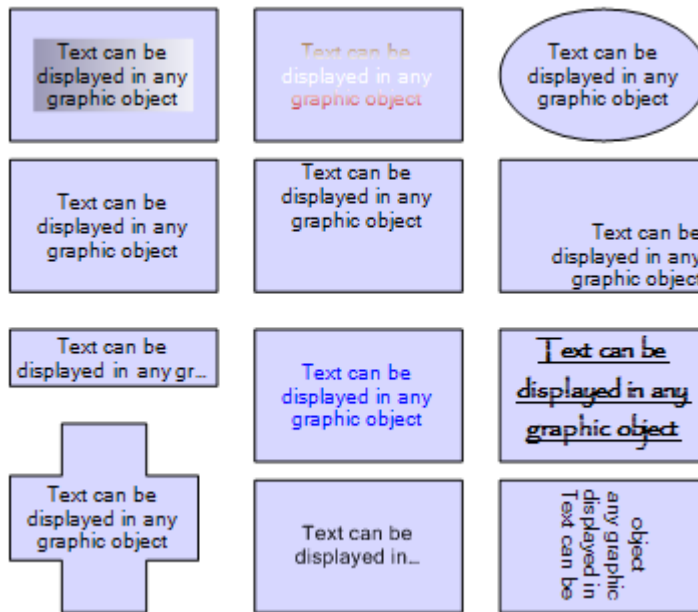 Text can be
displayed in any
graphic object
Text can be
displayed in any
graphic object
Text can be
displayed in any
graphic object
Text can be
displayed in any
graphic object
Text can be
displayed in any
graphic object
Text can be
displayed in any
graphic object
Text can be
displayed in any gr...
Text can be
displayed in any
graphic object
Text can be
displayed in any
graphic object
Text can be
displayed in any
graphic object
Text can be
displayed in...
Text can be
displayed in
any graphic
object